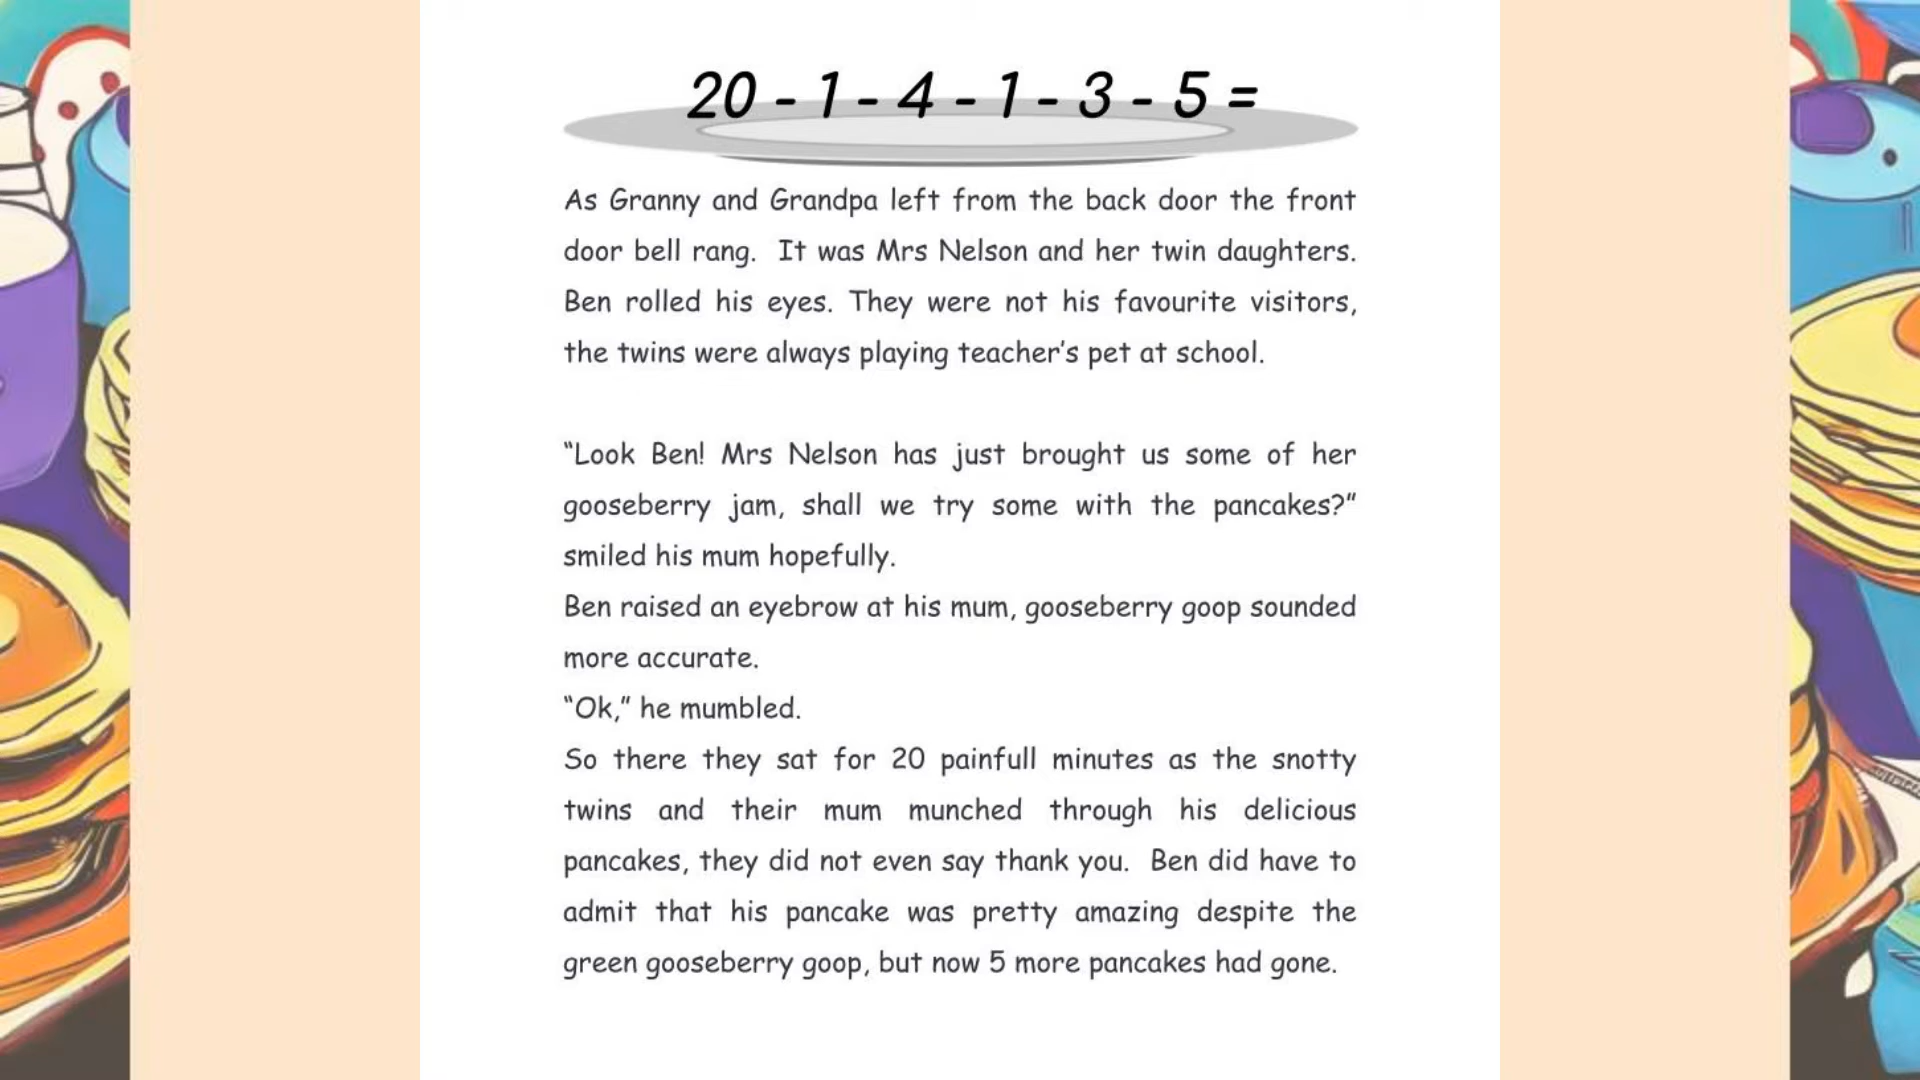 20 - 1 - 4 - 1 - 3 - 5 =
As Granny and Grandpa left from the back door the front
door bell rang.  It was Mrs Nelson and her twin daughters.
Ben rolled his eyes. They were not his favourite visitors,
the twins were always playing teacher's pet at school.
“Look Ben! Mrs Nelson has just brought us some of her
gooseberry jam, shall we try some with the pancakes?”
smiled his mum hopefully.
Ben raised an eyebrow at his mum, gooseberry goop sounded
more accurate.
“Ok,” he mumbled.
So there they sat for 20 painfull minutes as the snotty
twins and their mum munched through his delicious
pancakes, they did not even say thank you.  Ben did have to
admit that his pancake was pretty amazing despite the
green gooseberry goop, but now 5 more pancakes had gone.